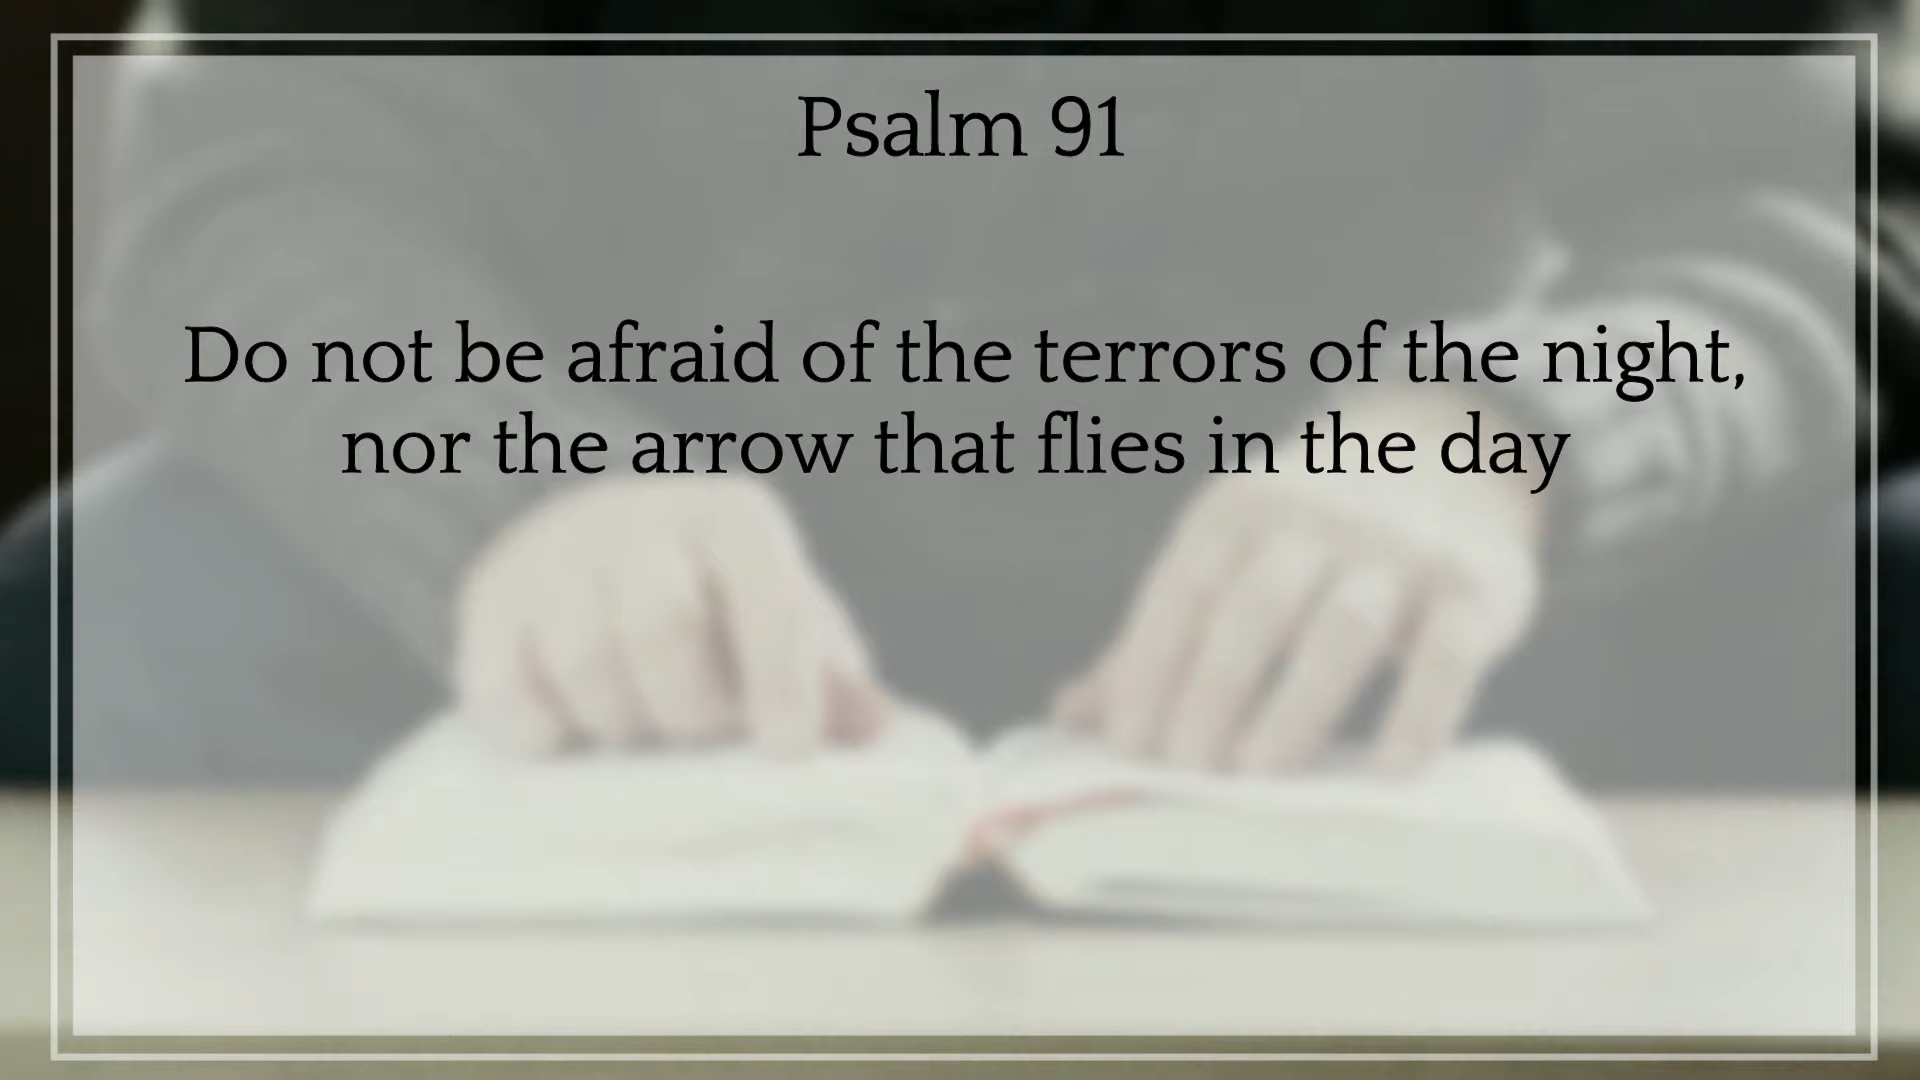 Psalm 91
Do not be afraid of the terrors of the night,
nor the arrow that flies in the day